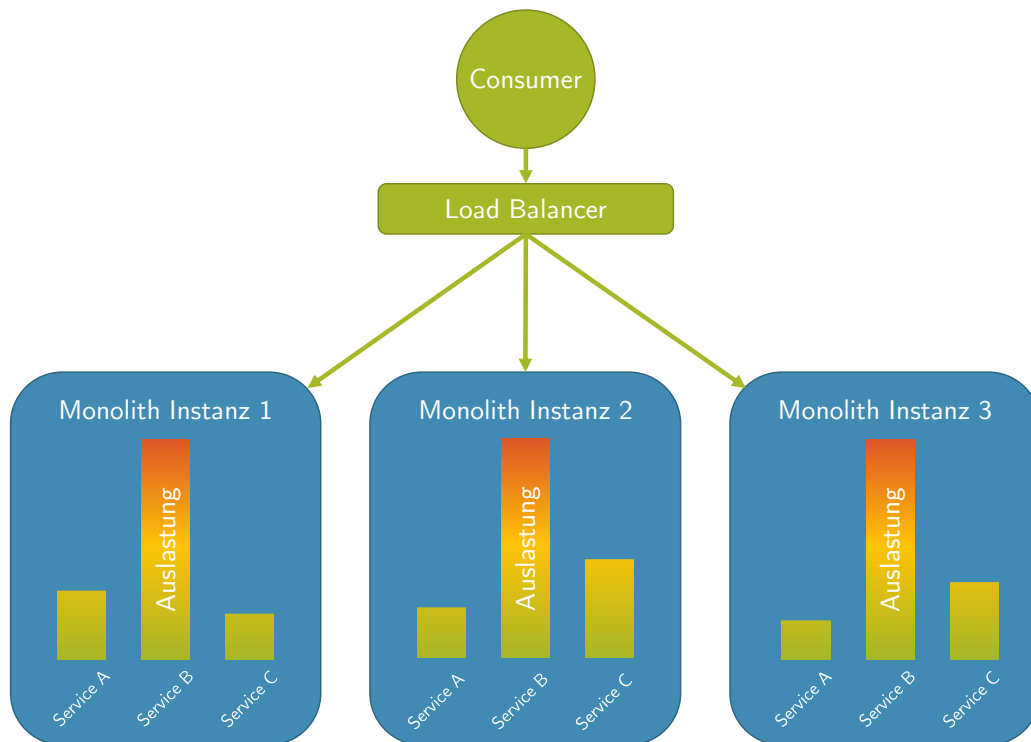 Consumer
Load Balancer
Monolith Instanz 1
Auslastung
Service A
Service B
Service C
Monolith Instanz 2
Auslastung
Service A
Service B
Service C
Monolith Instanz 3
Auslastung
Service A
Service B
Service C